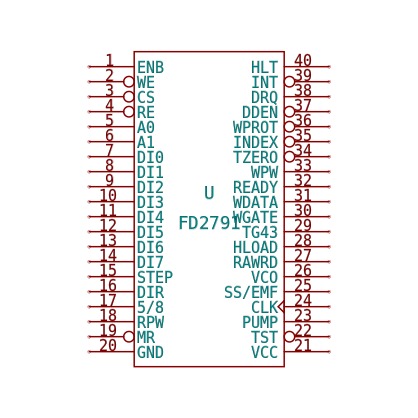 1 ENB HLT 40
2 WE INT 39
3 CS DRQ 38
4 RE DDEN 37
5 A0 WPROT 36
6 A1 INDEX 35
7 DI0 TZERO 34
8 DI1 WPW 33
9 DI2 READY 32
10 DI3 WDATA 31
11 DI4 WGATE 30
12 DI5 TG43 29
13 DI6 HLOAD 28
14 DI7 RAWRD 27
15 STEP VCO 26
16 DIR SS/EMF 25
17 5/8 CLK 24
18 RPW PUMP 23
19 MR TST 22
20 GND VCC 21
U
FD2791